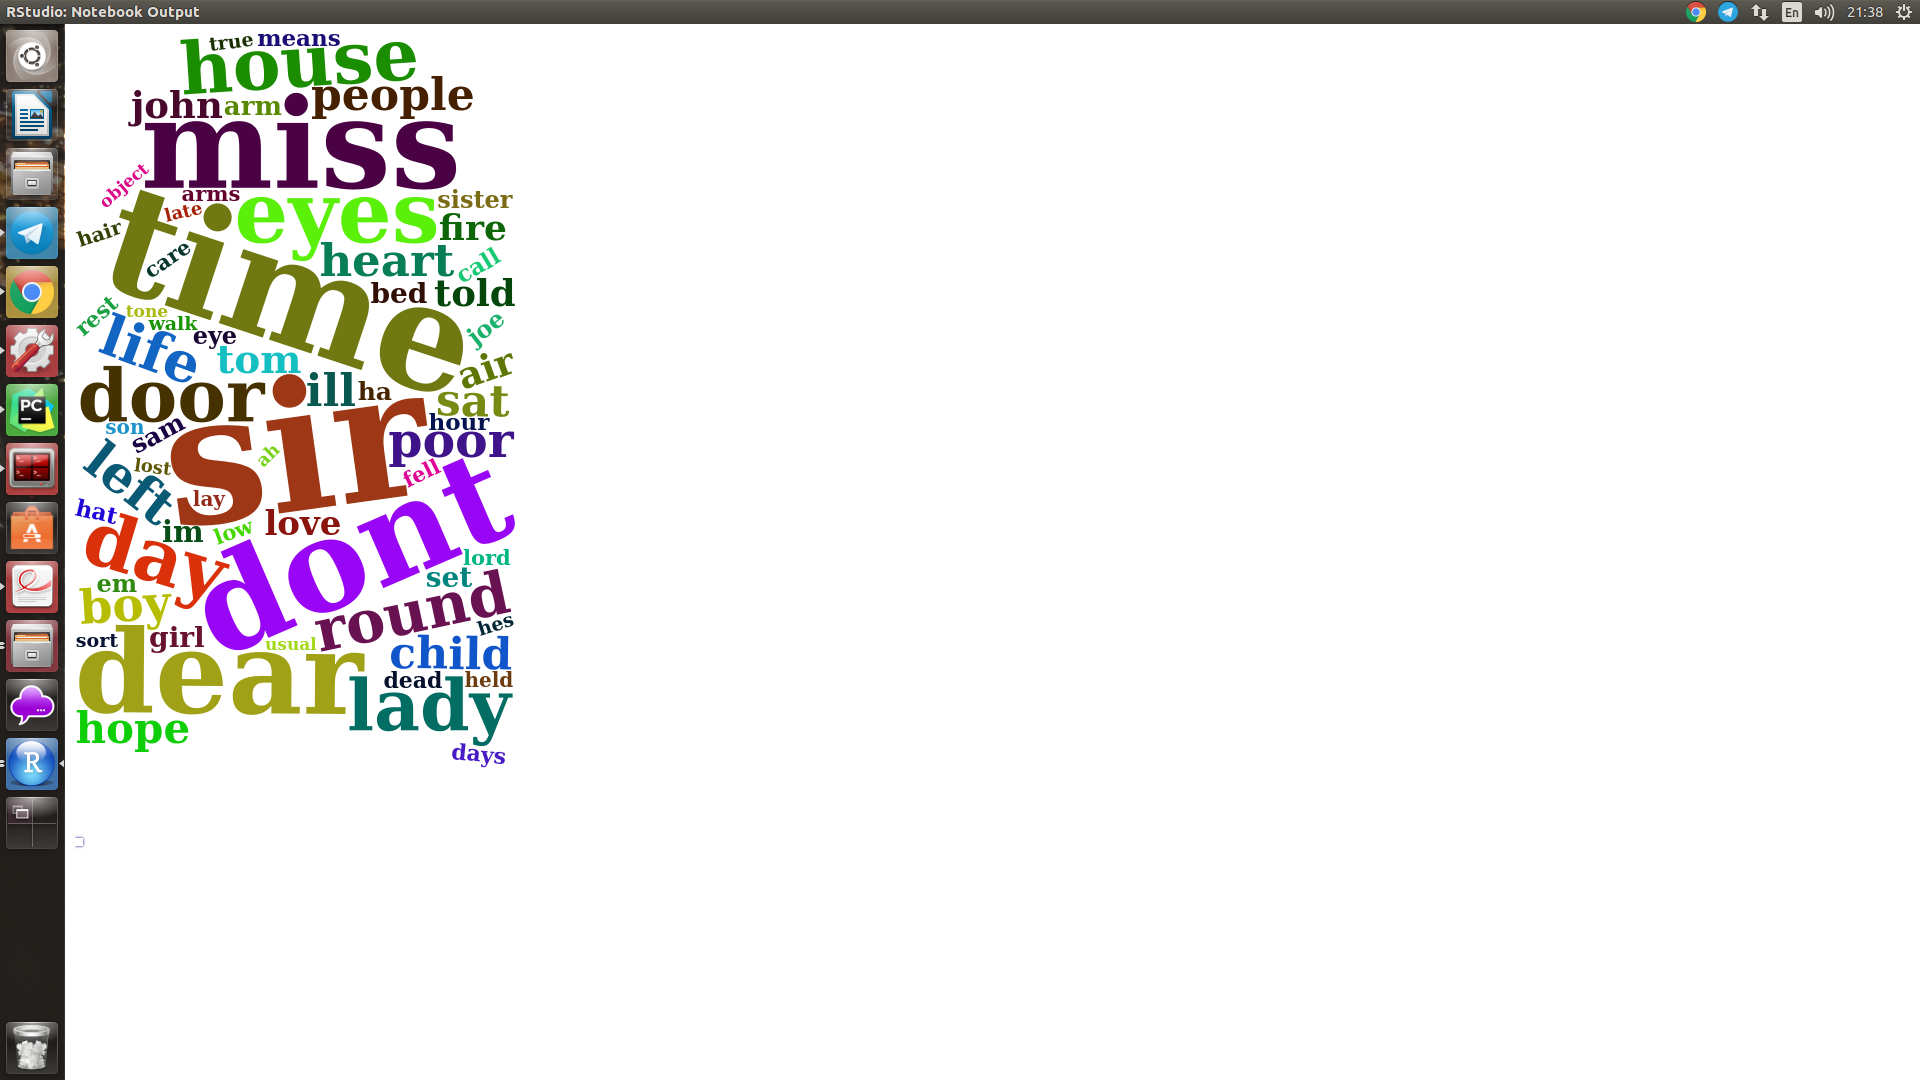 RStudio: Notebook Output
En
21:38
true
means
house
people
john
arm
miss
object
arms
late
eyes
sister
fire
hair
time
care
heart
call
bed
told
rest
tone
walk
eye
joe
life
tom
air
door
ill
ha
sat
son
sam
sir
hour
poor
ah
left
lost
lay
fell
hat
im
low
love
dont
day
lord
em
set
boy
round
hes
sort
girl
usual
child
dear
dead
held
lady
hope
days
PC
A
R